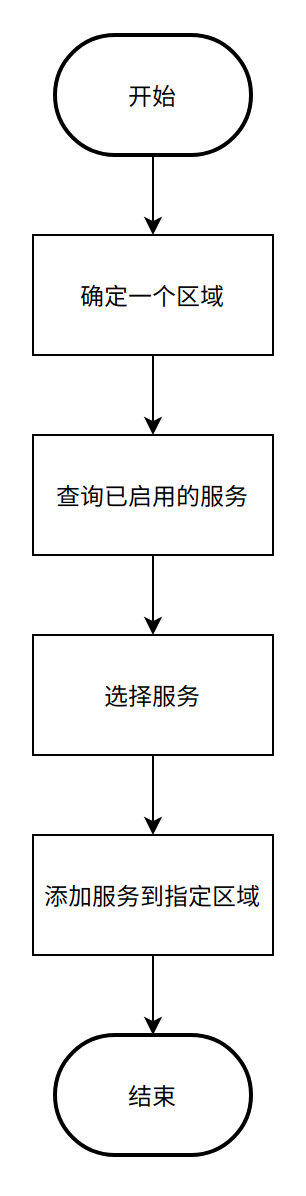 开始
确定一个区域
查询已启用的服务
选择服务
添加服务到指定区域
结束